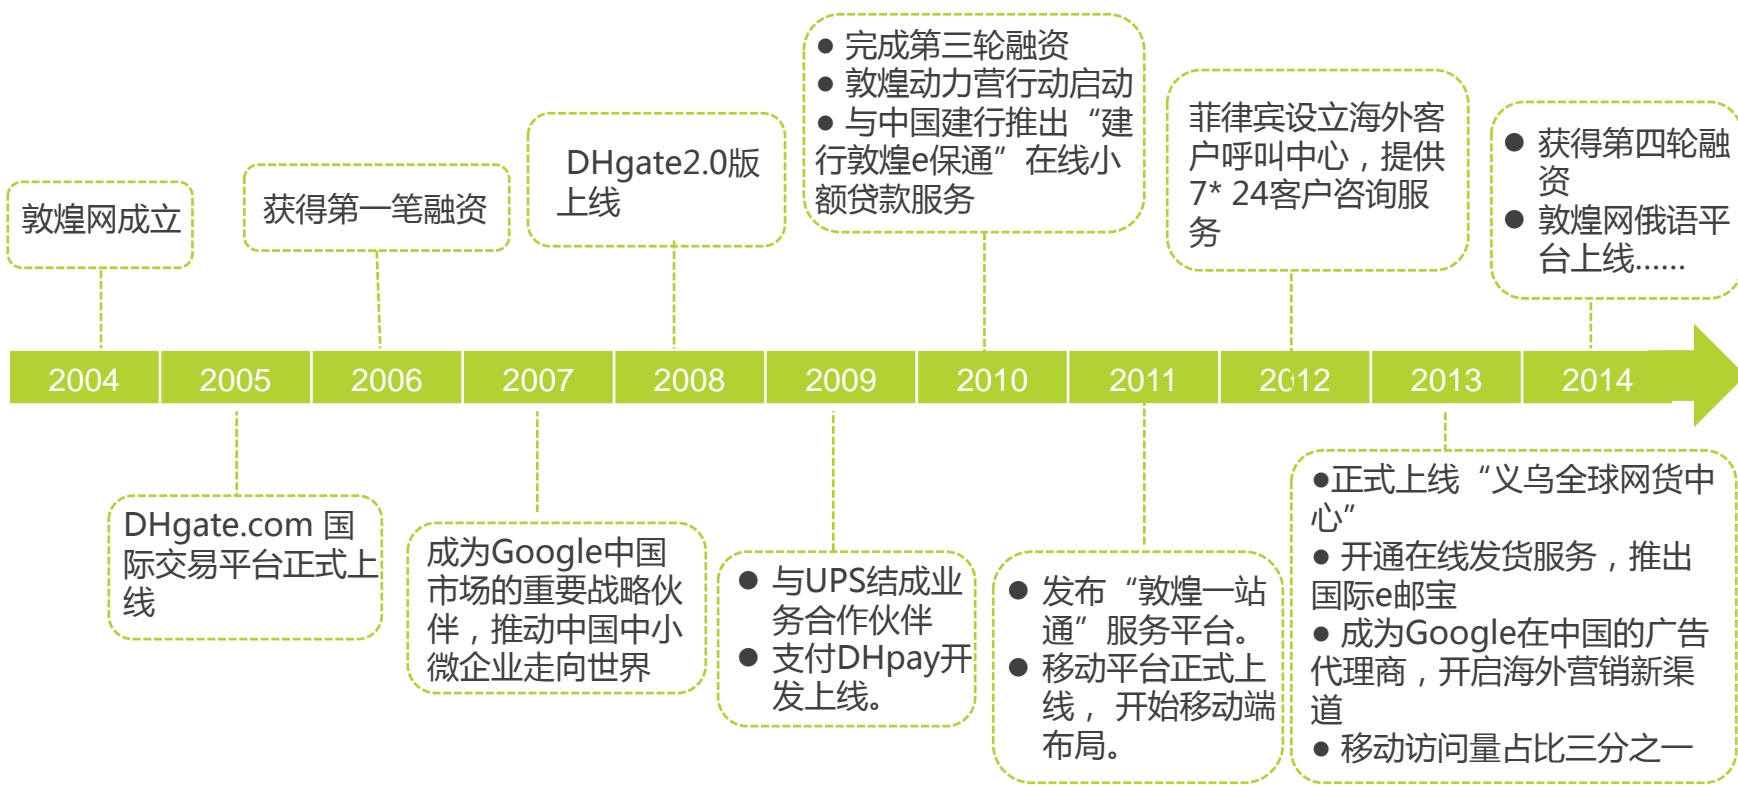 敦煌网成立
获得第一笔融资
DHgate2.0版
上线
● 完成第三轮融资
● 敦煌动力营行动启动
● 与中国建行推出“建
行敦煌e保通”在线小
额贷款服务
菲律宾设立海外客
户呼叫中心，提供
7* 24客户咨询服
务
● 获得第四轮融
资
● 敦煌网俄语平
台上线……
2004 2005 2006 2007 2008 2009 2010 2011 2012 2013 2014
DHgate.com 国
际交易平台正式上
线
成为Google中国
市场的重要战略伙
伴，推动中国中小
微企业走向世界
● 与UPS结成业
务合作伙伴
● 支付DHpay开
发上线。
● 发布“敦煌一站
通”服务平台。
● 移动平台正式上
线， 开始移动端
布局。
●正式上线“义乌全球网货中
心”
● 开通在线发货服务，推出
国际e邮宝
● 成为Google在中国的广告
代理商，开启海外营销新渠
道
● 移动访问量占比三分之一